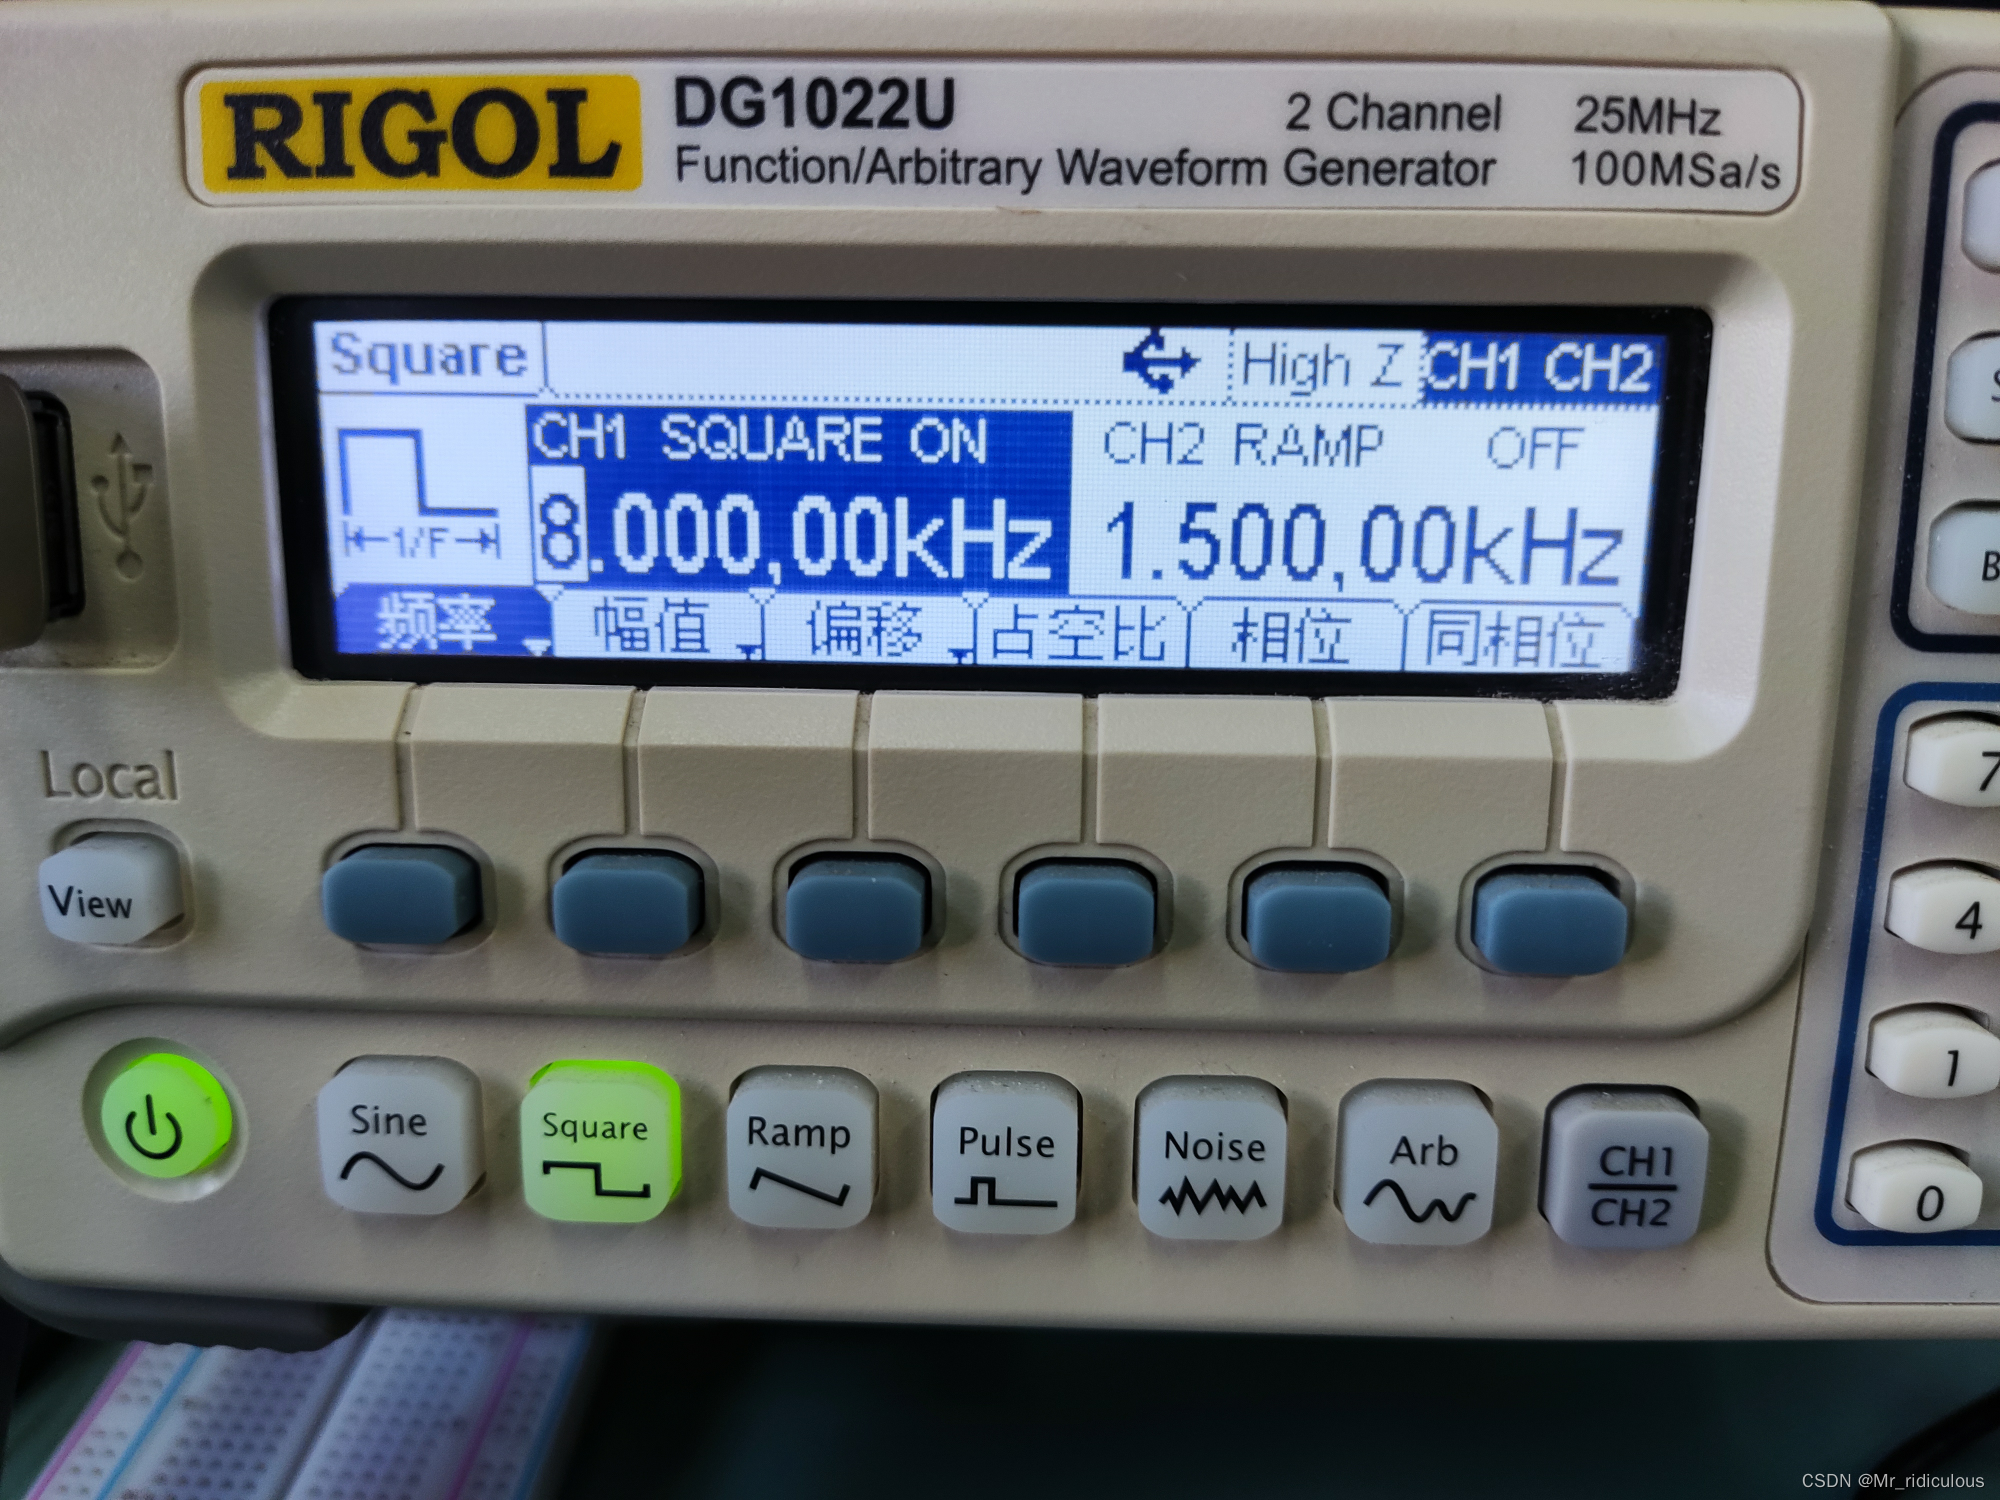 RIGOL
DG1022U 2 Channel 25MHz
Function/Arbitrary Waveform Generator 100MSa/s
Square High Z CH1 CH2
CH1 SQUARE ON CH2 RAMP OFF
8.000,00kHz 1.500,00kHz
1/F
频率 幅值 偏移 占空比 相位 同相位
Local
View
7
4
1
0
Sine Square Ramp Pulse Noise Arb CH1
CH2
CSDN @Mr_ridiculous